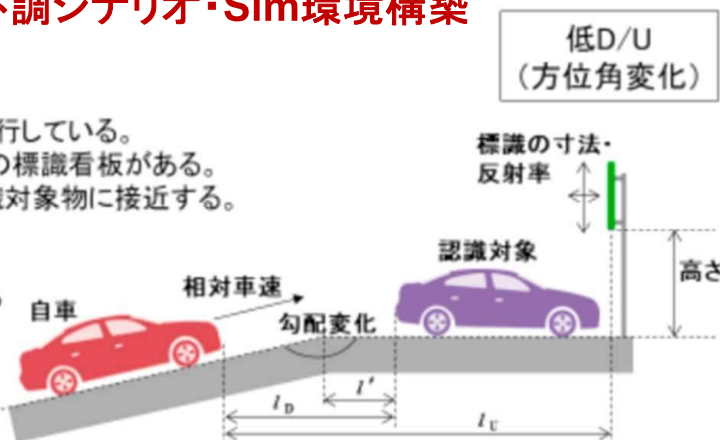 調シナリオ・Sim環境構築
低D/U
（方位角変化）
行している。
の標識看板がある。
対象物に接近する。
標識の寸法・
反射率
認識対象
高さ
相対車速
自車
勾配変化
l'
l_D
l_U